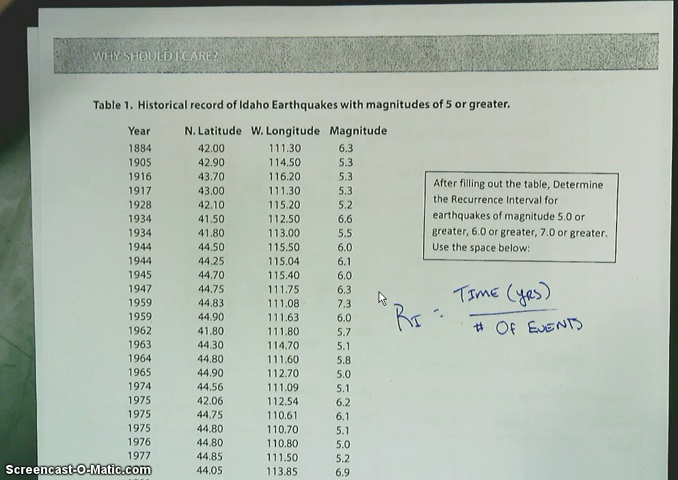 WHY SHOULD I CARE?
Table 1. Historical record of Idaho Earthquakes with magnitudes of 5 or greater.
Year N. Latitude W. Longitude Magnitude
1884 42.00 111.30 6.3
1905 42.90 114.50 5.3
1916 43.70 116.20 5.3
1917 43.00 111.30 5.3
1928 42.10 115.20 5.2
1934 41.50 112.50 6.6
1934 41.80 113.00 5.5
1944 44.50 115.50 6.0
1944 44.25 115.04 6.1
1945 44.70 115.40 6.0
1947 44.75 111.75 6.3
1959 44.83 111.08 7.3
1959 44.90 111.63 6.0
1962 41.80 111.80 5.7
1963 44.30 114.70 5.1
1964 44.80 111.60 5.8
1965 44.90 112.70 5.0
1974 44.56 111.09 5.1
1975 42.06 112.54 6.2
1975 44.75 110.61 6.1
1975 44.80 110.70 5.1
1976 44.80 110.80 5.0
1977 44.85 111.50 5.2
44.05 113.85 6.9
After filling out the table, Determine
the Recurrence Interval for
earthquakes of magnitude 5.0 or
greater, 6.0 or greater, 7.0 or greater.
Use the space below:
RI = TIME (YRS)
# OF EVENTS
Screencast-O-Matic.com